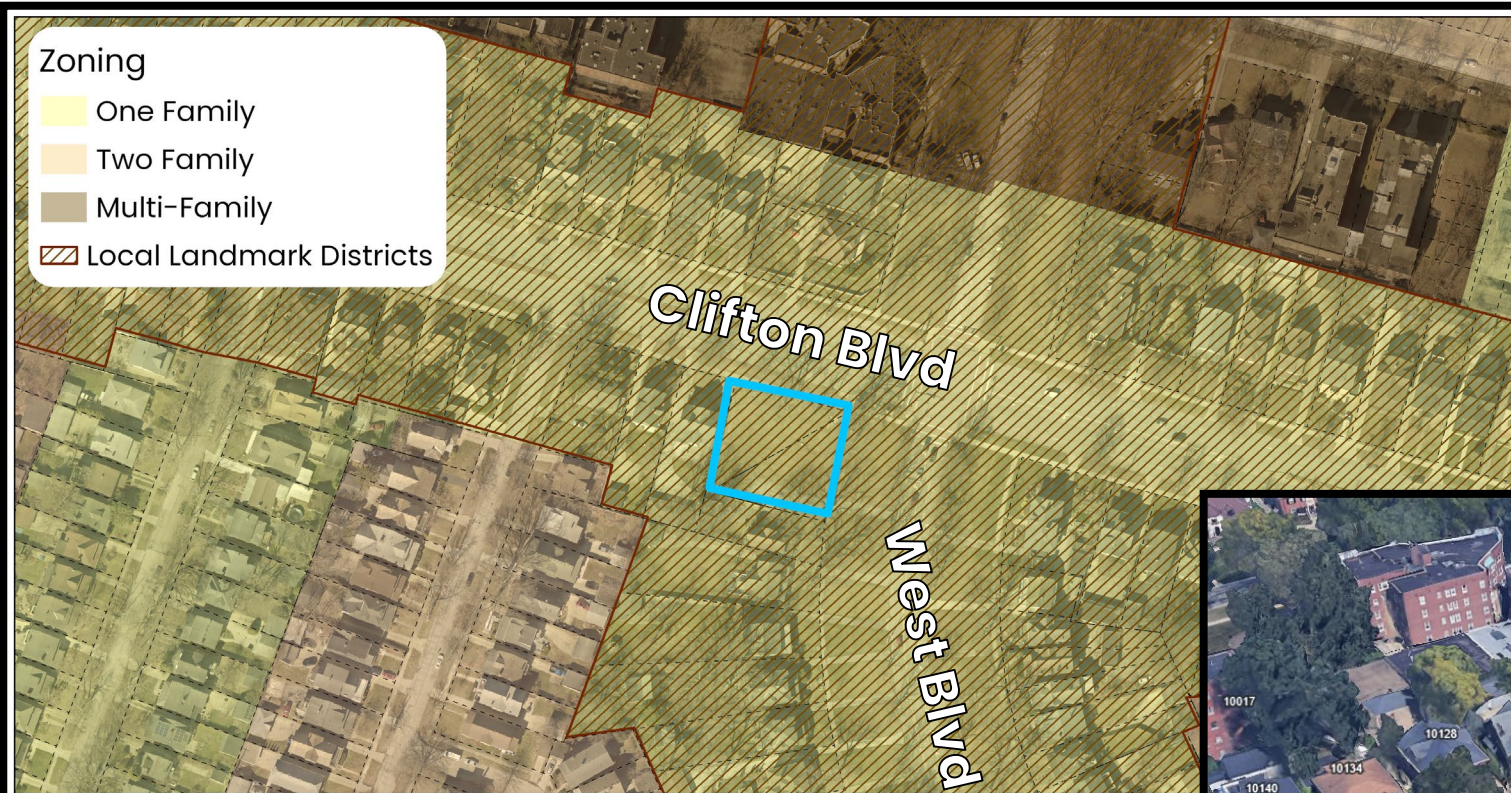 Zoning
One Family
Two Family
Multi-Family
Local Landmark Districts
Clifton Blvd
West Blvd
10017
10128
10134
10140